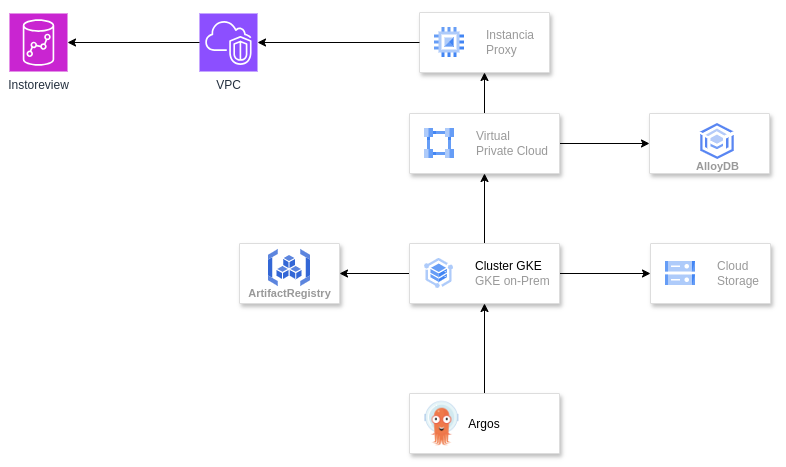 Instoreview
VPC
Instancia
Proxy
Virtual
Private Cloud
AlloyDB
ArtifactRegistry
Cluster GKE
GKE on-Prem
Cloud
Storage
Argos